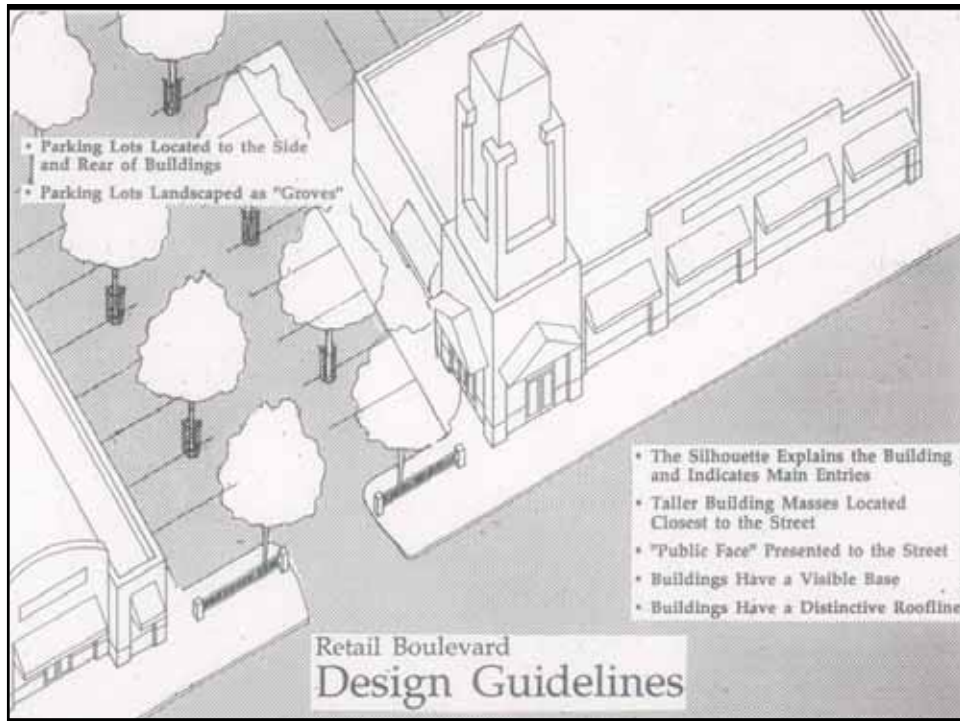 • Parking Lots Located to the Side
and Rear of Buildings
• Parking Lots Landscaped as "Groves"
• The Silhouette Explains the Building
and Indicates Main Entries
• Taller Building Masses Located
Closest to the Street
• "Public Face" Presented to the Street
• Buildings Have a Visible Base
• Buildings Have a Distinctive Roofline
Retail Boulevard
Design Guidelines